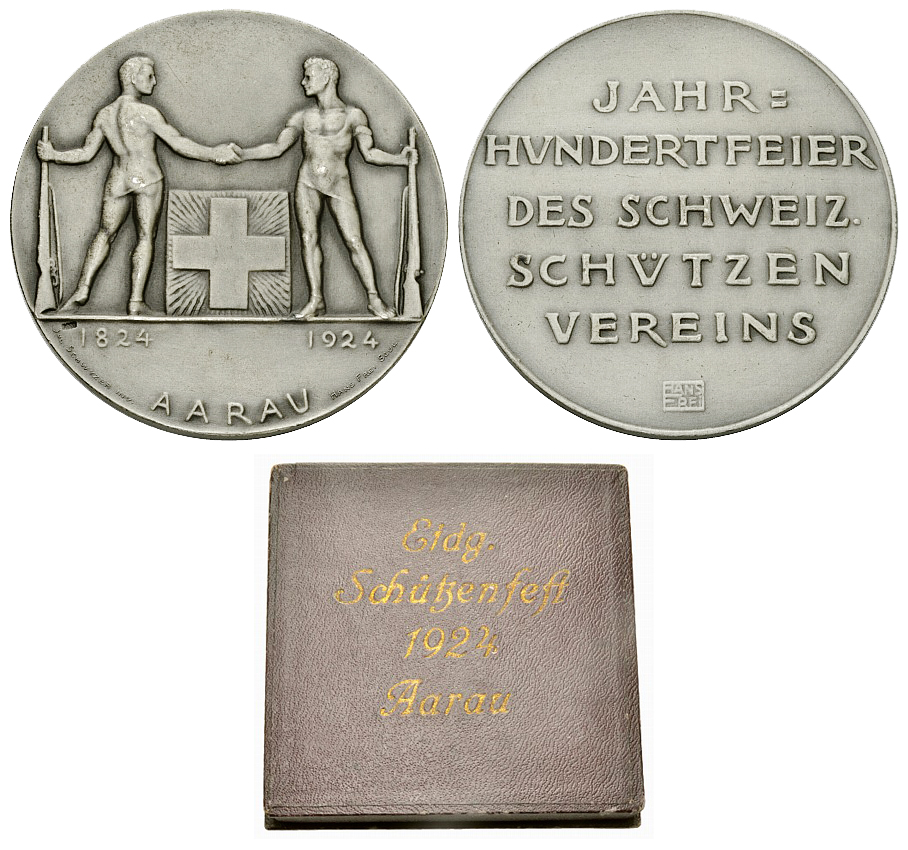 1824 1924
AARAU
JAHR=
HVNDERTFEIER
DES SCHWEIZ.
SCHÜTZEN
VEREINS
HANS
FREI
Eidg.
Schützenfest
1924
Aarau